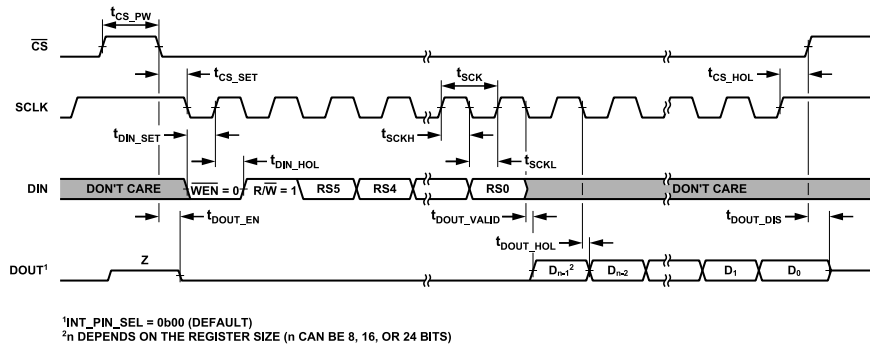 tCS_PW
CS
tCS_SET
tSCK
tCS_HOL
SCLK
tDIN_SET
tSCKH
tDIN_HOL
tSCKL
DIN
DON'T CARE
WEN = 0
R/W = 1
RS5
RS4
RS0
DON'T CARE
tDOUT_EN
tDOUT_VALID
tDOUT_DIS
tDOUT_HOL
Z
DOUT¹
Dn-1²
Dn-2
D1
D0
¹INT_PIN_SEL = 0b00 (DEFAULT)
²n DEPENDS ON THE REGISTER SIZE (n CAN BE 8, 16, OR 24 BITS)